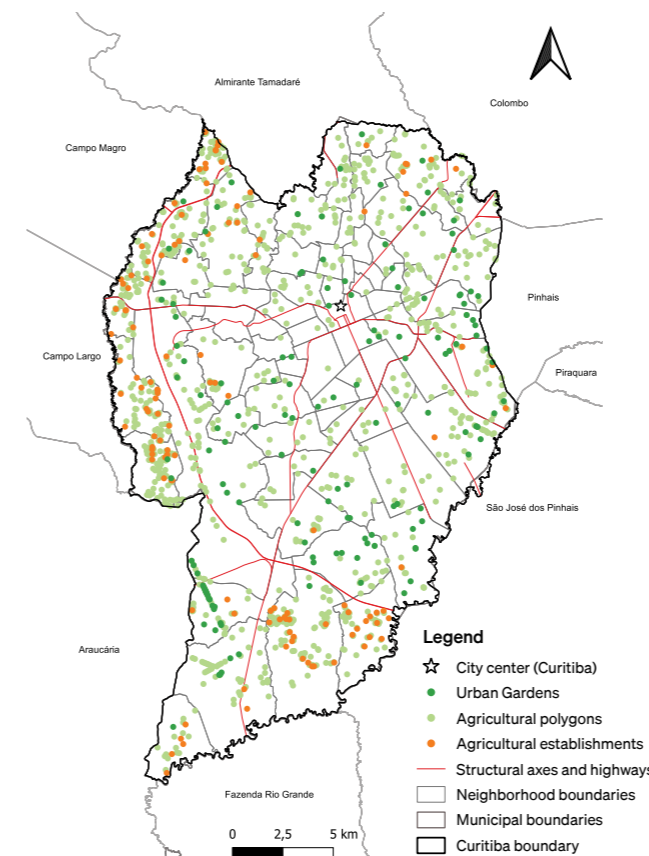 Almirante Tamadaré
Colombo
Campo Magro
Pinhais
Campo Largo
Piraquara
São José dos Pinhais
Araucária
Fazenda Rio Grande
Legend
City center (Curitiba)
Urban Gardens
Agricultural polygons
Agricultural establishments
Structural axes and highways
Neighborhood boundaries
Municipal boundaries
Curitiba boundary
0 2,5 5 km